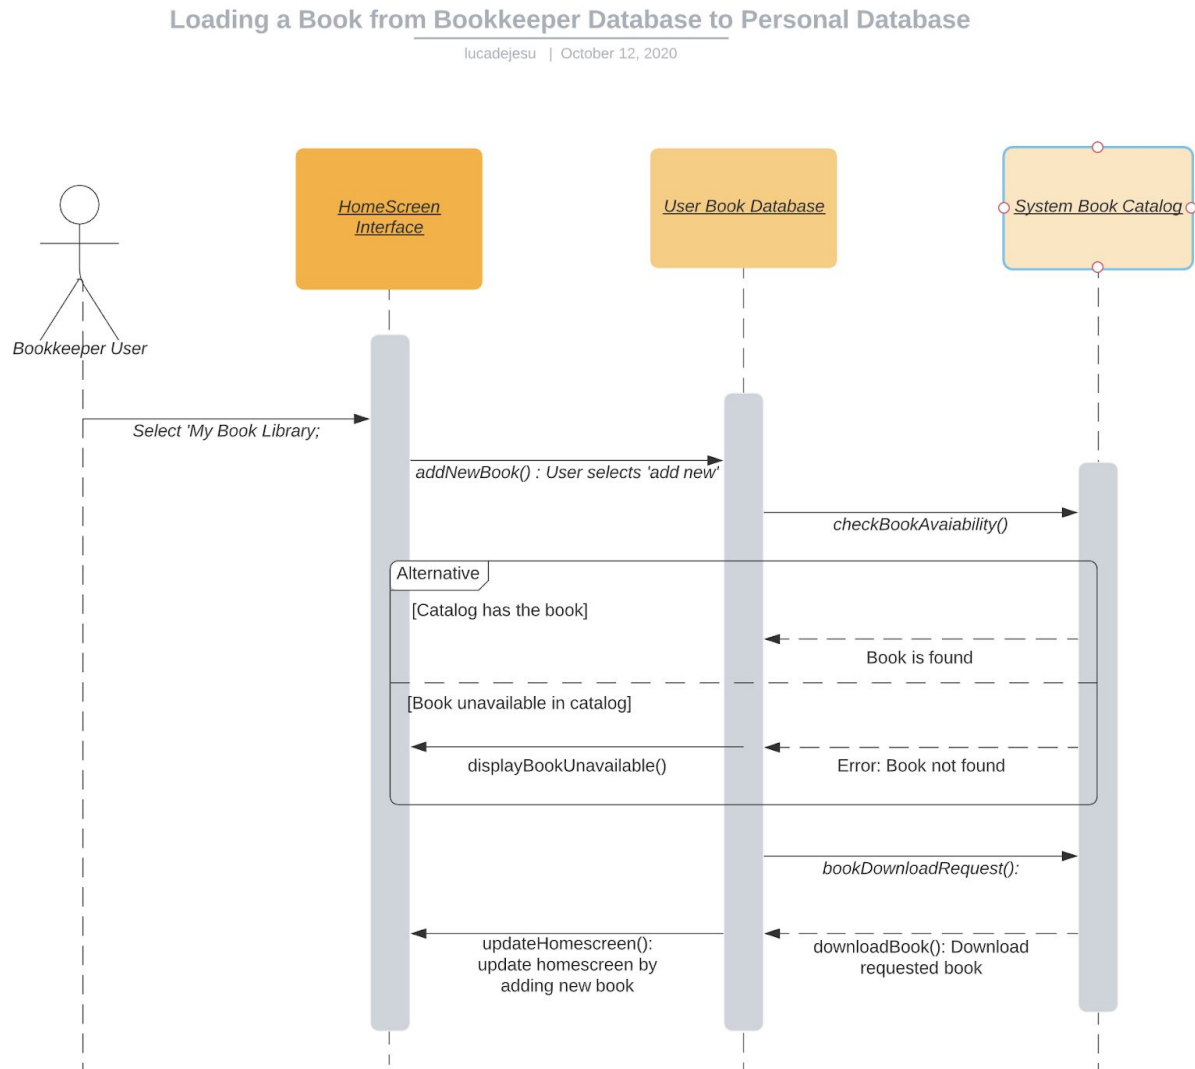 Loading a Book from Bookkeeper Database to Personal Database
lucadejesu | October 12, 2020
HomeScreen
Interface
User Book Database
System Book Catalog
Bookkeeper User
Select 'My Book Library;
addNewBook() : User selects 'add new'
checkBookAvaiability()
Alternative
[Catalog has the book]
Book is found
[Book unavailable in catalog]
displayBookUnavailable()
Error: Book not found
bookDownloadRequest():
updateHomescreen():
update homescreen by
adding new book
downloadBook(): Download
requested book